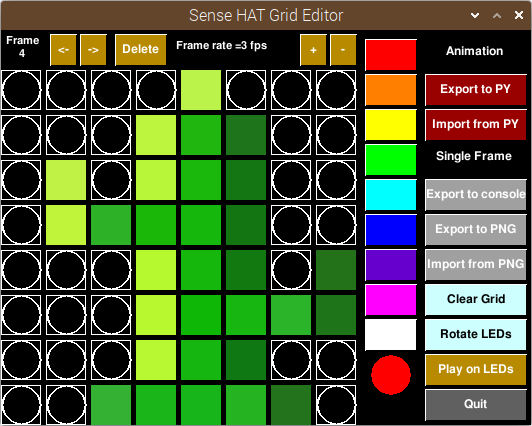 Sense HAT Grid Editor
Frame
4
<-
->
Delete
Frame rate =3 fps
+
-
Animation
Export to PY
Import from PY
Single Frame
Export to console
Export to PNG
Import from PNG
Clear Grid
Rotate LEDs
Play on LEDs
Quit